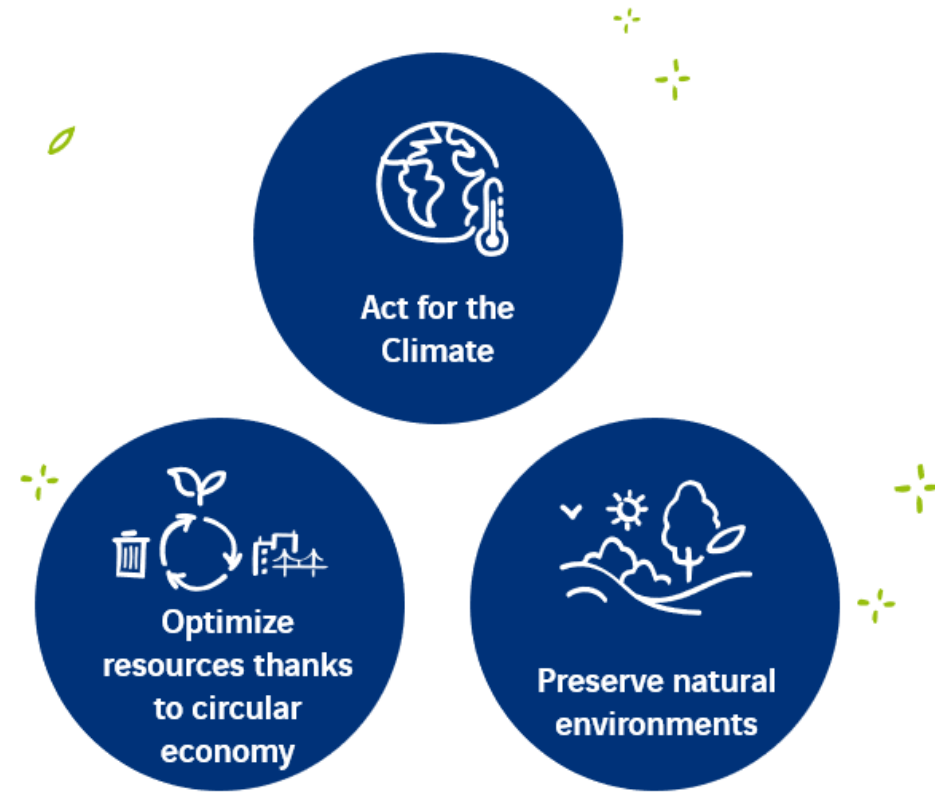 Act for the
Climate
Optimize
resources thanks
to circular
economy
Preserve natural
environments